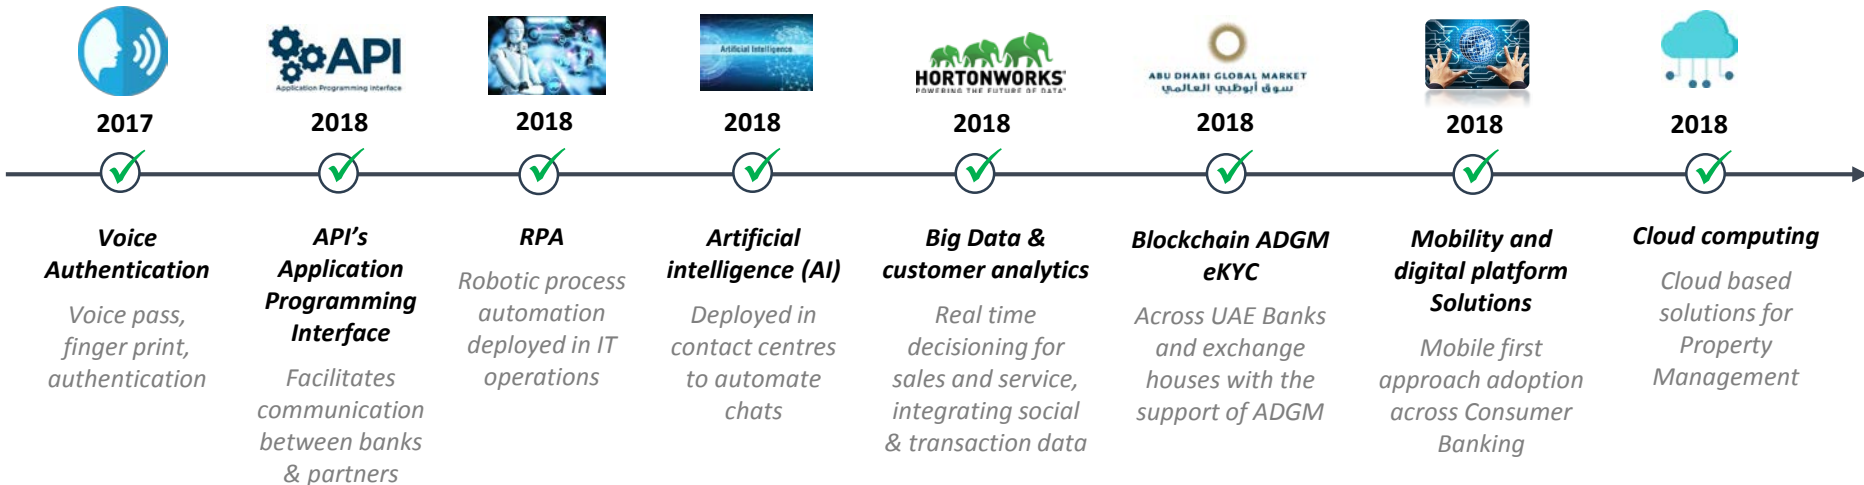 API
Application Programming Interface
Artificial Intelligence
HORTONWORKS
POWERING THE FUTURE OF DATA
ABU DHABI GLOBAL MARKET
سوق أبوظبي العالمي
2017
2018
2018
2018
2018
2018
2018
2018
Voice
Authentication
Voice pass,
finger print,
authentication
API's
Application
Programming
Interface
Facilitates
communication
between banks
& partners
RPA
Robotic process
automation
deployed in IT
operations
Artificial
intelligence (AI)
Deployed in
contact centres
to automate
chats
Big Data &
customer analytics
Real time
decisioning for
sales and service,
integrating social
& transaction data
Blockchain ADGM
eKYC
Across UAE Banks
and exchange
houses with the
support of ADGM
Mobility and
digital platform
Solutions
Mobile first
approach adoption
across Consumer
Banking
Cloud computing
Cloud based
solutions for
Property
Management